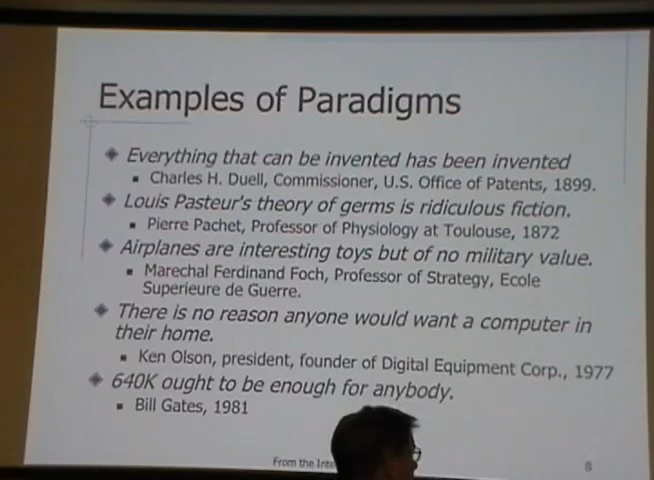 Examples of Paradigms
Everything that can be invented has been invented
Charles H. Duell, Commissioner, U.S. Office of Patents, 1899.
Louis Pasteur's theory of germs is ridiculous fiction.
Pierre Pachet, Professor of Physiology at Toulouse, 1872
Airplanes are interesting toys but of no military value.
Marechal Ferdinand Foch, Professor of Strategy, Ecole
Superieure de Guerre.
There is no reason anyone would want a computer in
their home.
Ken Olson, president, founder of Digital Equipment Corp., 1977
640K ought to be enough for anybody.
Bill Gates, 1981
From the
8